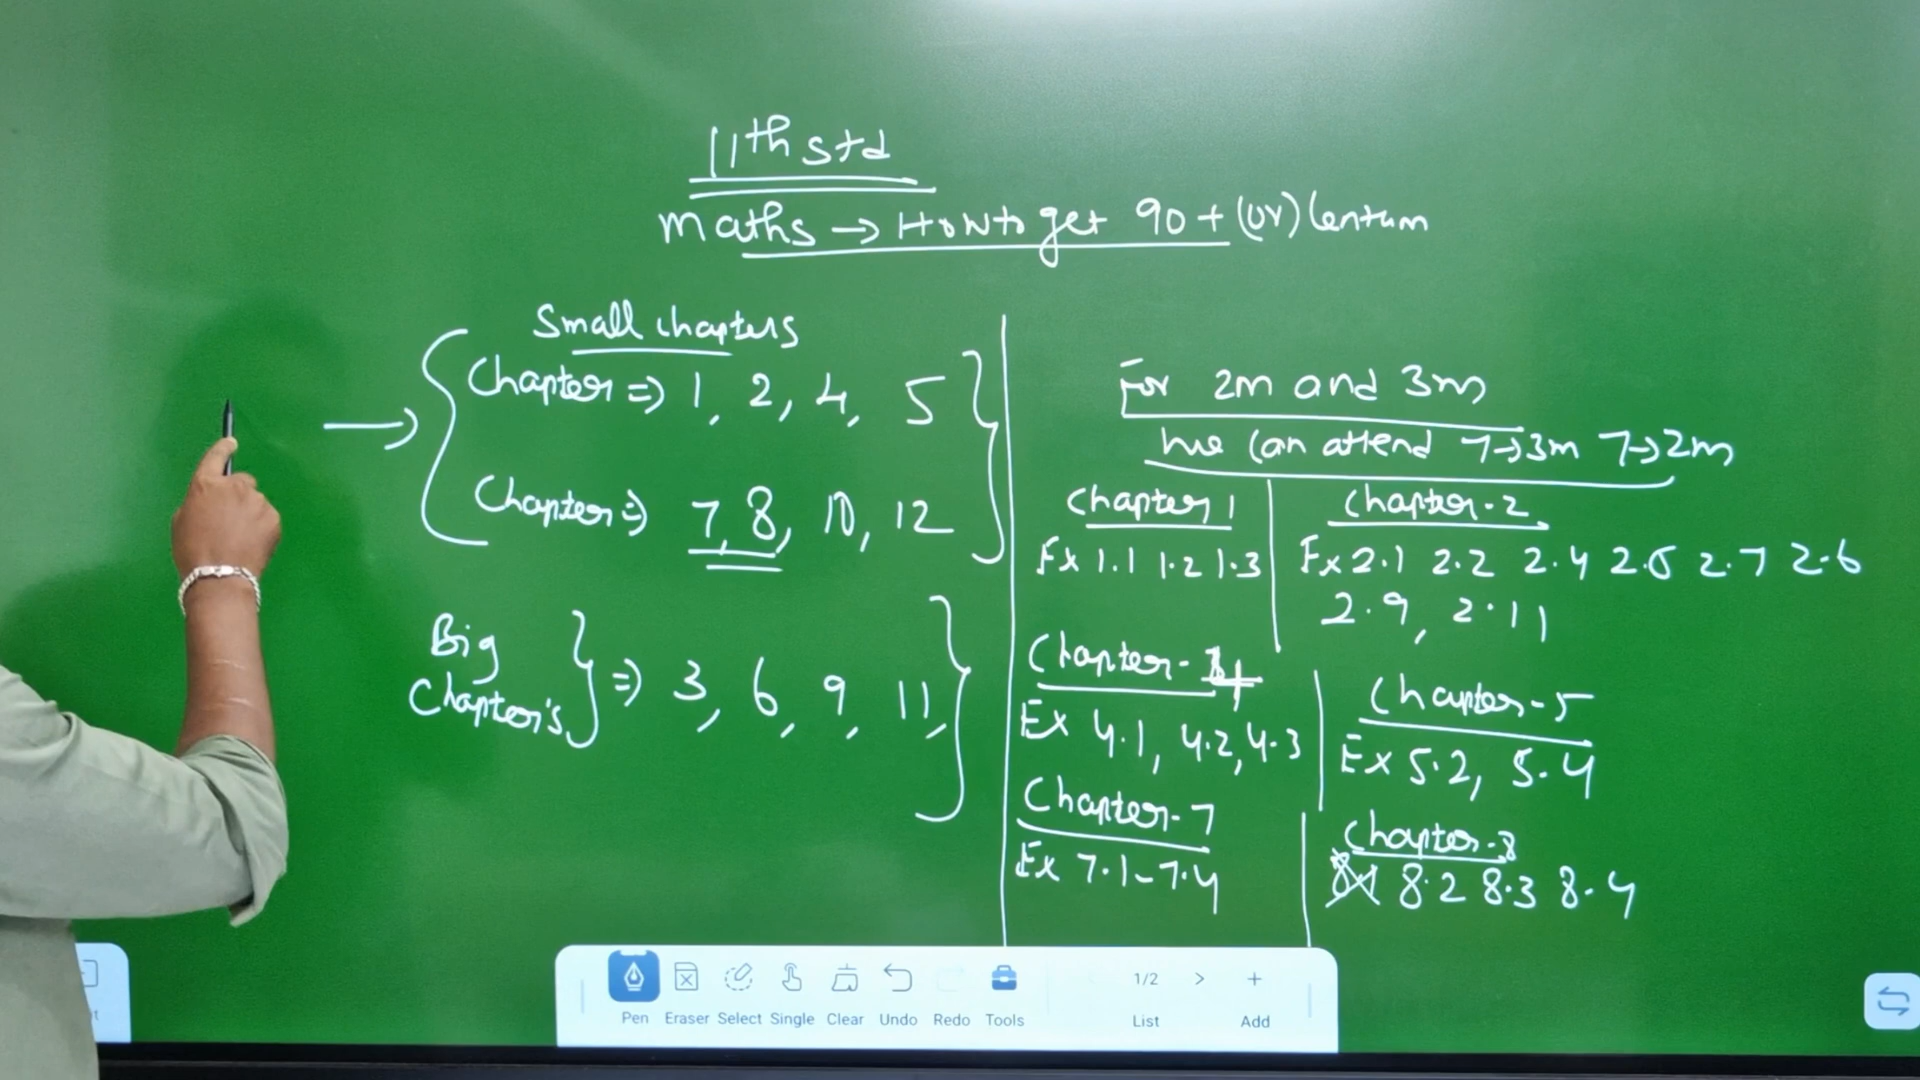 11th std
Maths → How to get 90 + (or) Centum
Small chapters
Chapter ⇒ 1, 2, 4, 5
Chapter ⇒ 7, 8, 10, 12
Big
Chapter's
⇒ 3, 6, 9, 11,
For 2m and 3m
we can attend 7→3m 7→2m
Chapter 1
Ex 1.1 1.2 1.3
Chapter-2
Ex 2.1 2.2 2.4 2.5 2.7 2.6
2.9, 2.11
Chapter-4
Ex 4.1, 4.2, 4.3
Chapter-5
Ex 5.2, 5.4
Chapter-7
Ex 7.1-7.4
Chapter-8
8.2 8.3 8.4
Pen Eraser Select Single Clear Undo Redo Tools
1/2
List
Add